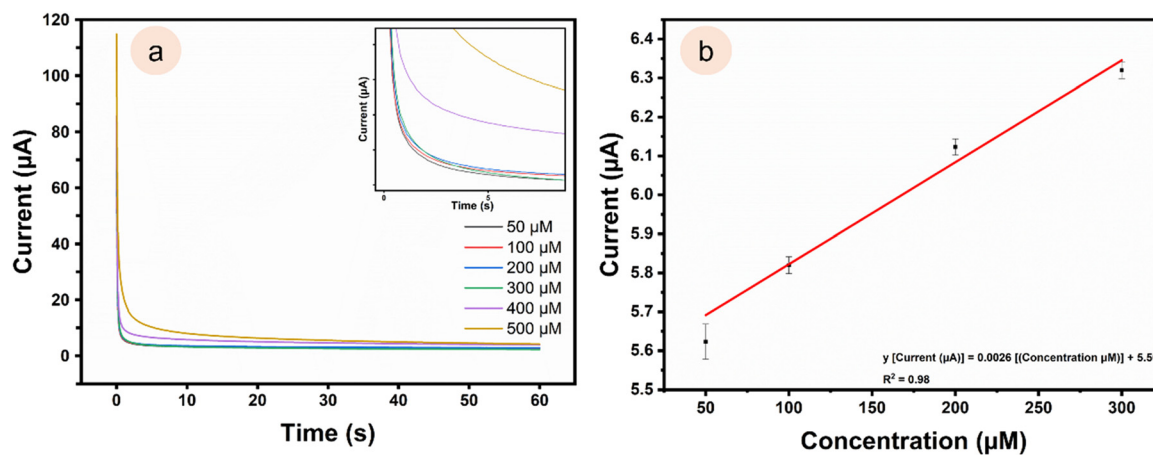 a
120
100
80
60
40
20
0
Current (µA)
0
10
20
30
40
50
60
Time (s)
Current (µA)
0
5
Time (s)
50 µM
100 µM
200 µM
300 µM
400 µM
500 µM
b
6.4
6.3
6.2
6.1
6.0
5.9
5.8
5.7
5.6
5.5
Current (µA)
50
100
150
200
250
300
Concentration (µM)
y [Current (µA)] = 0.0026 [(Concentration µM)] + 5.5
R² = 0.98